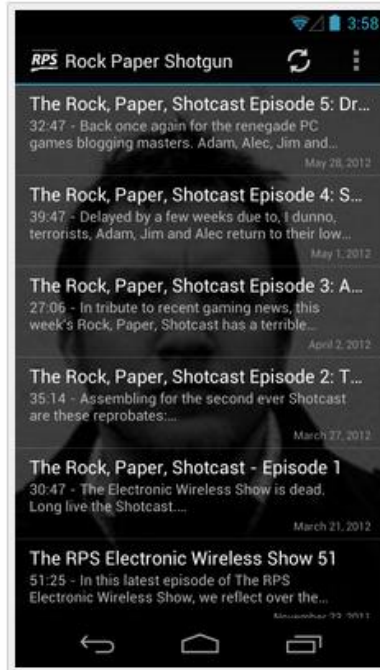 3:58
RPS Rock Paper Shotgun
The Rock, Paper, Shotcast Episode 5: Dr...
32:47 - Back once again for the renegade PC
games blogging masters. Adam, Alec, Jim and...
May 28, 2012
The Rock, Paper, Shotcast Episode 4: S...
39:47 - Delayed by a few weeks due to, I dunno,
terrorists, Adam, Jim and Alec return to their low...
May 1, 2012
The Rock, Paper, Shotcast Episode 3: A...
27:06 - In tribute to recent gaming news, this
week's Rock, Paper, Shotcast has a terrible...
April 2, 2012
The Rock, Paper, Shotcast Episode 2: T...
35:14 - Assembling for the second ever Shotcast
are these reprobates:...
March 27, 2012
The Rock, Paper, Shotcast - Episode 1
30:47 - The Electronic Wireless Show is dead.
Long live the Shotcast....
March 21, 2012
The RPS Electronic Wireless Show 51
51:25 - In this latest episode of The RPS
Electronic Wireless Show, we reflect over the...
November 23, 2011